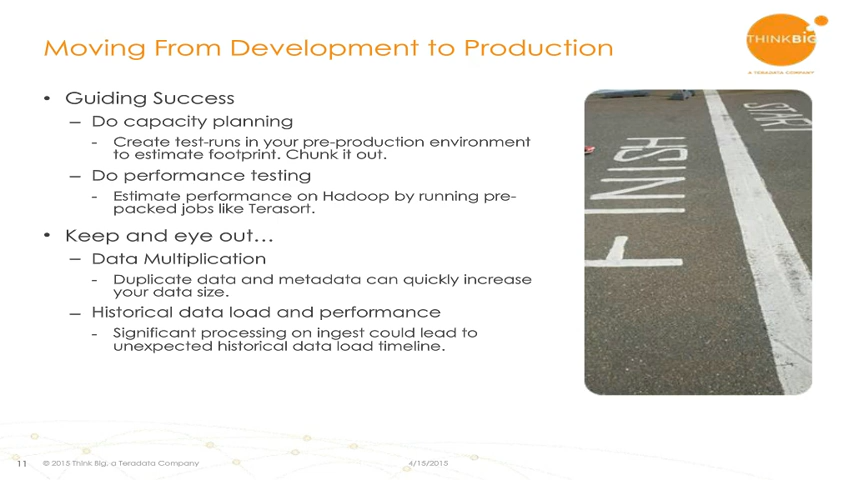 Moving From Development to Production
THINKBIG
A TERADATA COMPANY
• Guiding Success
– Do capacity planning
- Create test-runs in your pre-production environment
to estimate footprint. Chunk it out.
– Do performance testing
- Estimate performance on Hadoop by running pre-
packed jobs like Terasort.
• Keep and eye out...
– Data Multiplication
- Duplicate data and metadata can quickly increase
your data size.
– Historical data load and performance
- Significant processing on ingest could lead to
unexpected historical data load timeline.
START
FINISH
11 © 2015 Think Big, a Teradata Company 4/15/2015